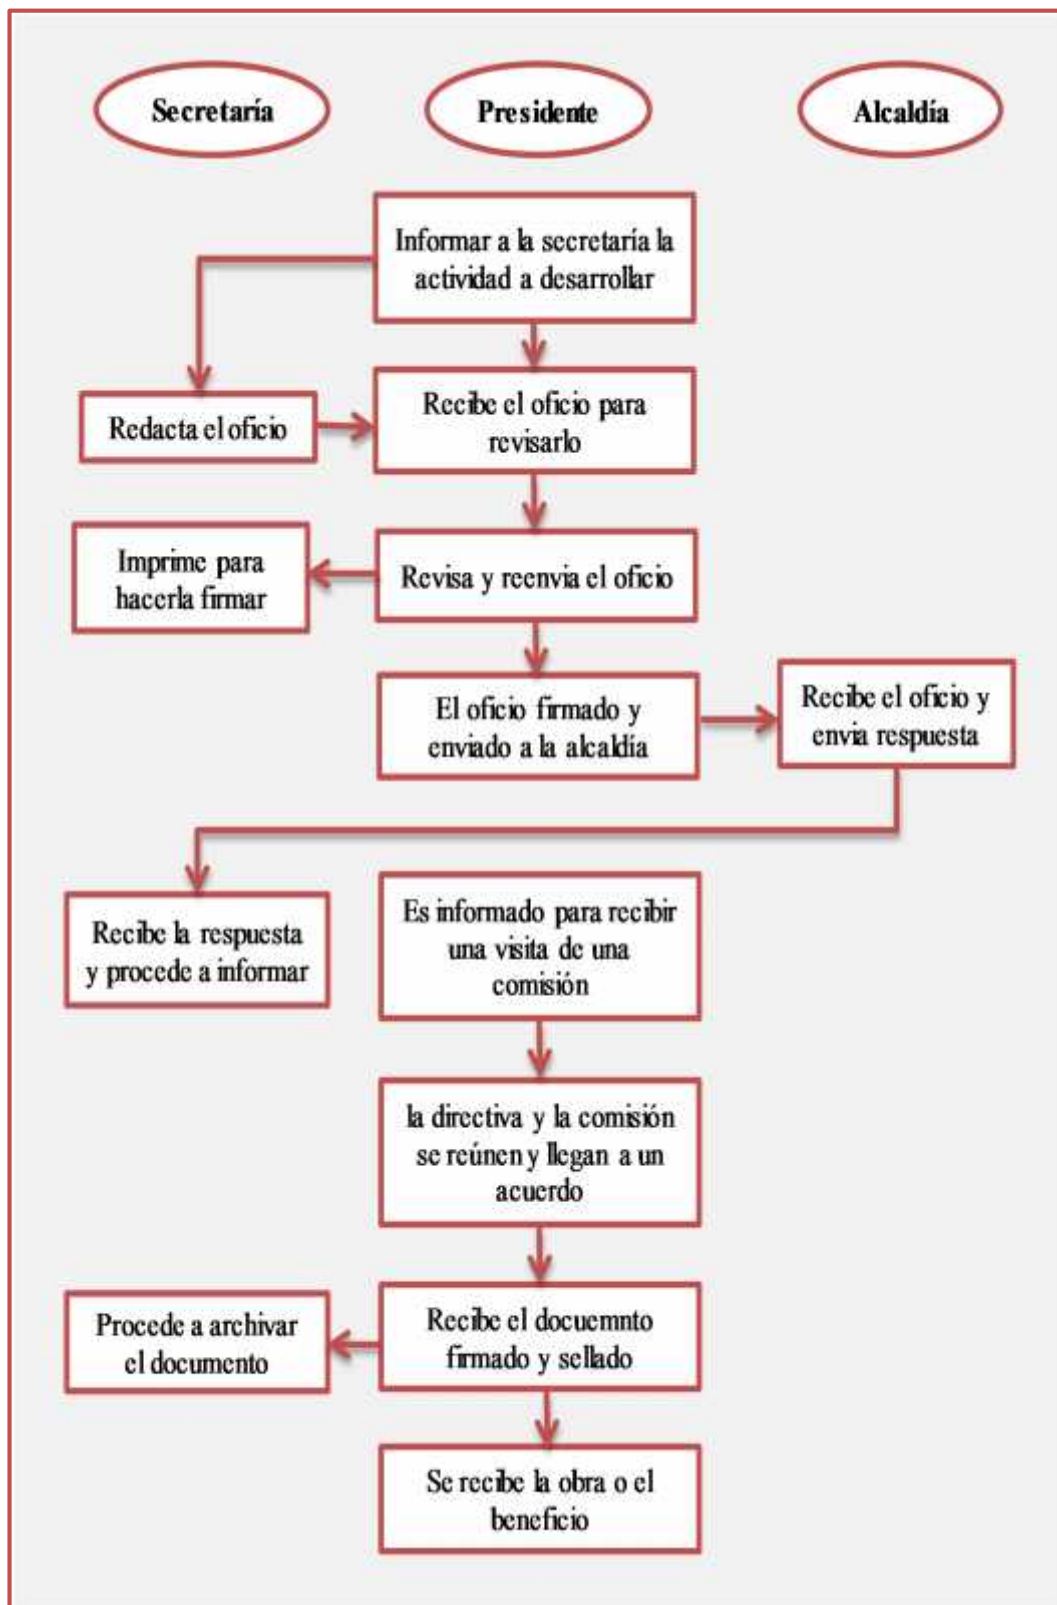 Secretaría
Presidente
Alcaldía
Informar a la secretaría la
actividad a desarrollar
Redacta el oficio
Recibe el oficio para
revisarlo
Imprime para
hacerla firmar
Revisa y reenvia el oficio
El oficio firmado y
enviado a la alcaldía
Recibe el oficio y
envia respuesta
Recibe la respuesta
y procede a informar
Es informado para recibir
una visita de una
comisión
la directiva y la comisión
se reúnen y llegan a un
acuerdo
Procede a archivar
el documento
Recibe el docuemnto
firmado y sellado
Se recibe la obra o el
beneficio